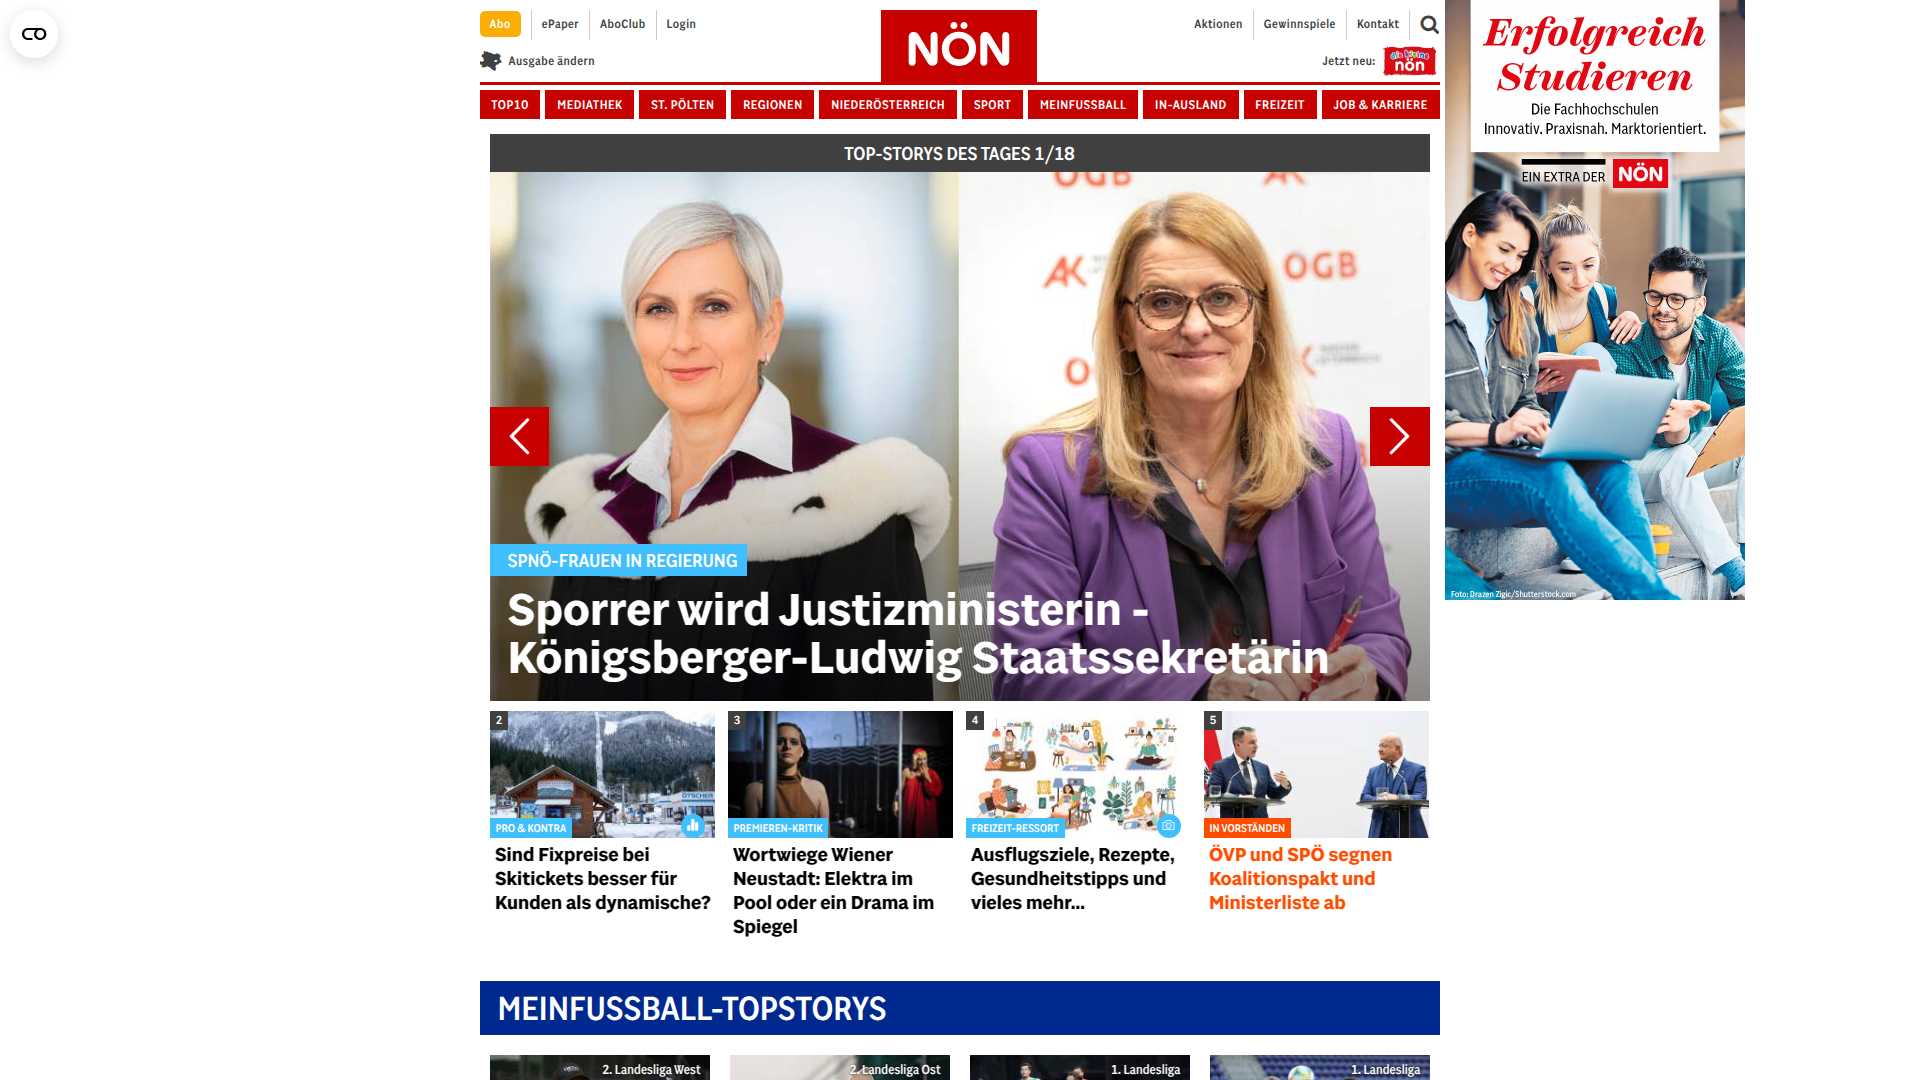 Abo
ePaper
AboClub
Login
NÖN
Aktionen
Gewinnspiele
Kontakt
Ausgabe ändern
Jetzt neu:
die kleine
nön
TOP10
MEDIATHEK
ST. PÖLTEN
REGIONEN
NIEDERÖSTERREICH
SPORT
MEINFUSSBALL
IN-AUSLAND
FREIZEIT
JOB & KARRIERE
TOP-STORYS DES TAGES 1/18
ÖGB
AK
AK
ÖGB
SPNÖ-FRAUEN IN REGIERUNG
Sporrer wird Justizministerin -
Königsberger-Ludwig Staatssekretärin
2
ÖTSCHER
PRO & KONTRA
Sind Fixpreise bei
Skitickets besser für
Kunden als dynamische?
3
PREMIEREN-KRITIK
Wortwiege Wiener
Neustadt: Elektra im
Pool oder ein Drama im
Spiegel
4
FREIZEIT-RESSORT
Ausflugsziele, Rezepte,
Gesundheitstipps und
vieles mehr...
5
IN VORSTÄNDEN
ÖVP und SPÖ segnen
Koalitionspakt und
Ministerliste ab
MEINFUSSBALL-TOPSTORYS
2. Landesliga West
2. Landesliga Ost
1. Landesliga
1. Landesliga
Erfolgreich
Studieren
Die Fachhochschulen
Innovativ. Praxisnah. Marktorientiert.
EIN EXTRA DER
NÖN
Foto: Drazen Zigic/Shutterstock.com